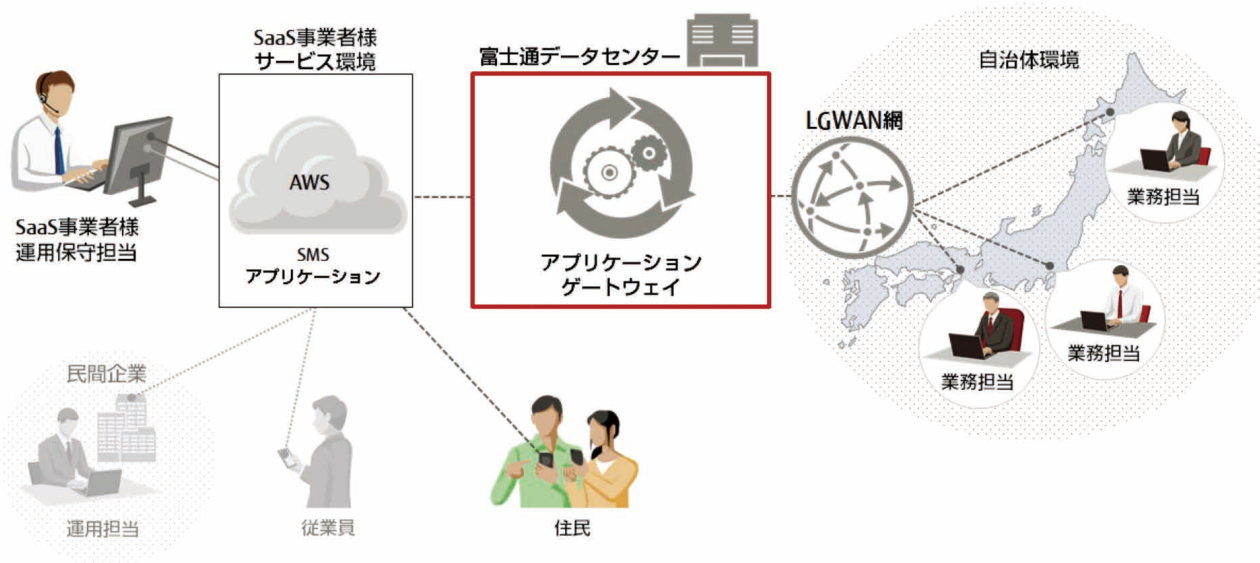 SaaS事業者様
サービス環境
富士通データセンター
自治体環境
LGWAN網
AWS
業務担当
SaaS事業者様
運用保守担当
SMS
アプリケーション
アプリケーション
ゲートウェイ
業務担当
業務担当
民間企業
運用担当
従業員
住民